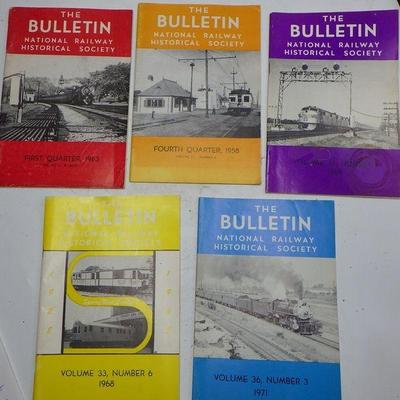 THE
BULLETIN
NATIONAL RAILWAY
HISTORICAL SOCIETY
FIRST QUARTER, 1963
THE
BULLETIN
NATIONAL RAILWAY
HISTORICAL SOCIETY
FOURTH QUARTER, 1958
THE
BULLETIN
NATIONAL RAILWAY
HISTORICAL SOCIETY
VOLUME
THE
BULLETIN
NATIONAL RAILWAY
HISTORICAL SOCIETY
VOLUME 33, NUMBER 6
1968
THE
BULLETIN
NATIONAL RAILWAY
HISTORICAL SOCIETY
VOLUME 36, NUMBER 3
1971